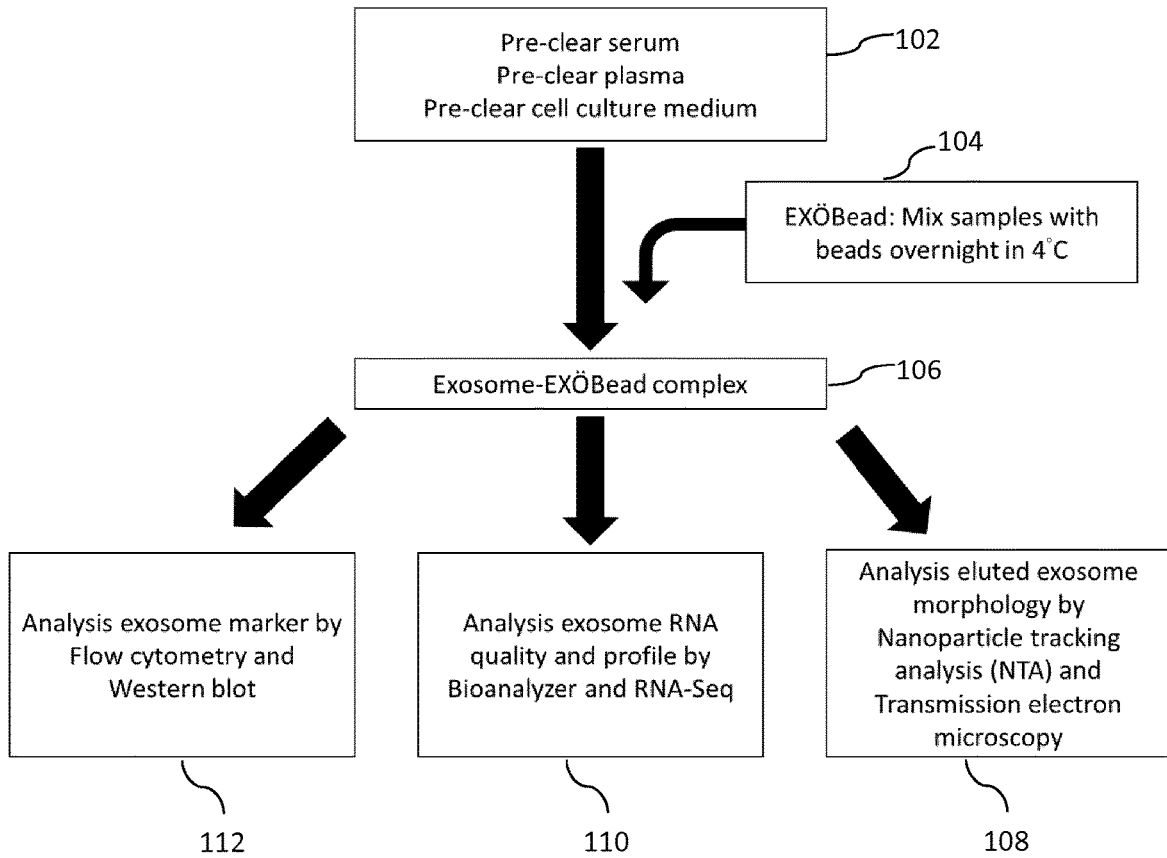 Pre-clear serum
Pre-clear plasma
Pre-clear cell culture medium
102
104
EXÖBead: Mix samples with
beads overnight in 4°C
Exosome-EXÖBead complex
106
Analysis exosome marker by
Flow cytometry and
Western blot
Analysis exosome RNA
quality and profile by
Bioanalyzer and RNA-Seq
Analysis eluted exosome
morphology by
Nanoparticle tracking
analysis (NTA) and
Transmission electron
microscopy
112
110
108